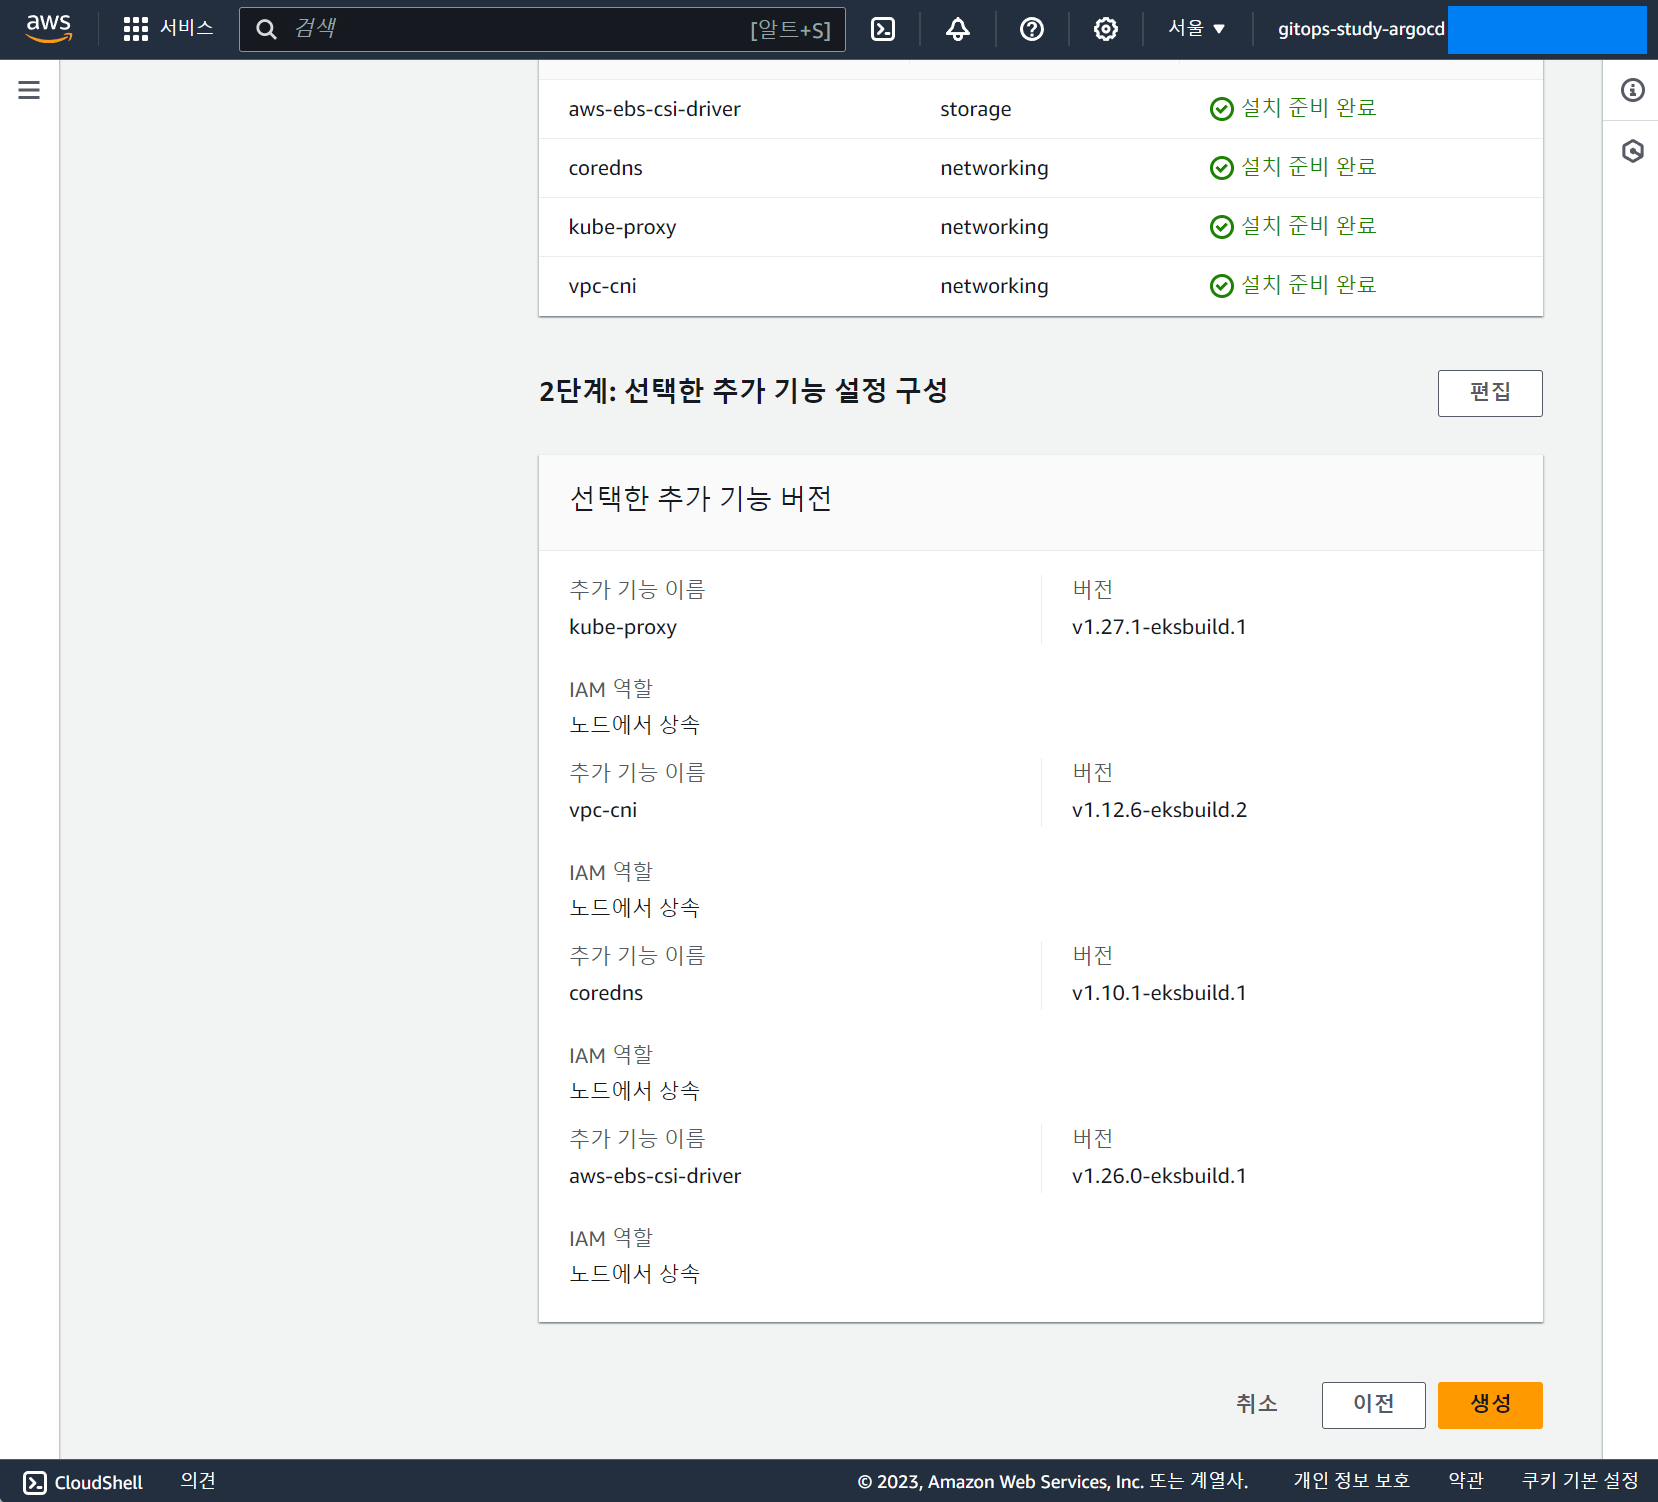 aws 서비스 검색 [알트+S] 서울 gitops-study-argocd
aws-ebs-csi-driver storage 설치 준비 완료
coredns networking 설치 준비 완료
kube-proxy networking 설치 준비 완료
vpc-cni networking 설치 준비 완료
2단계: 선택한 추가 기능 설정 구성 편집
선택한 추가 기능 버전
추가 기능 이름 버전
kube-proxy v1.27.1-eksbuild.1
IAM 역할
노드에서 상속
추가 기능 이름 버전
vpc-cni v1.12.6-eksbuild.2
IAM 역할
노드에서 상속
추가 기능 이름 버전
coredns v1.10.1-eksbuild.1
IAM 역할
노드에서 상속
추가 기능 이름 버전
aws-ebs-csi-driver v1.26.0-eksbuild.1
IAM 역할
노드에서 상속
취소 이전 생성
CloudShell 의견 © 2023, Amazon Web Services, Inc. 또는 계열사. 개인 정보 보호 약관 쿠키 기본 설정